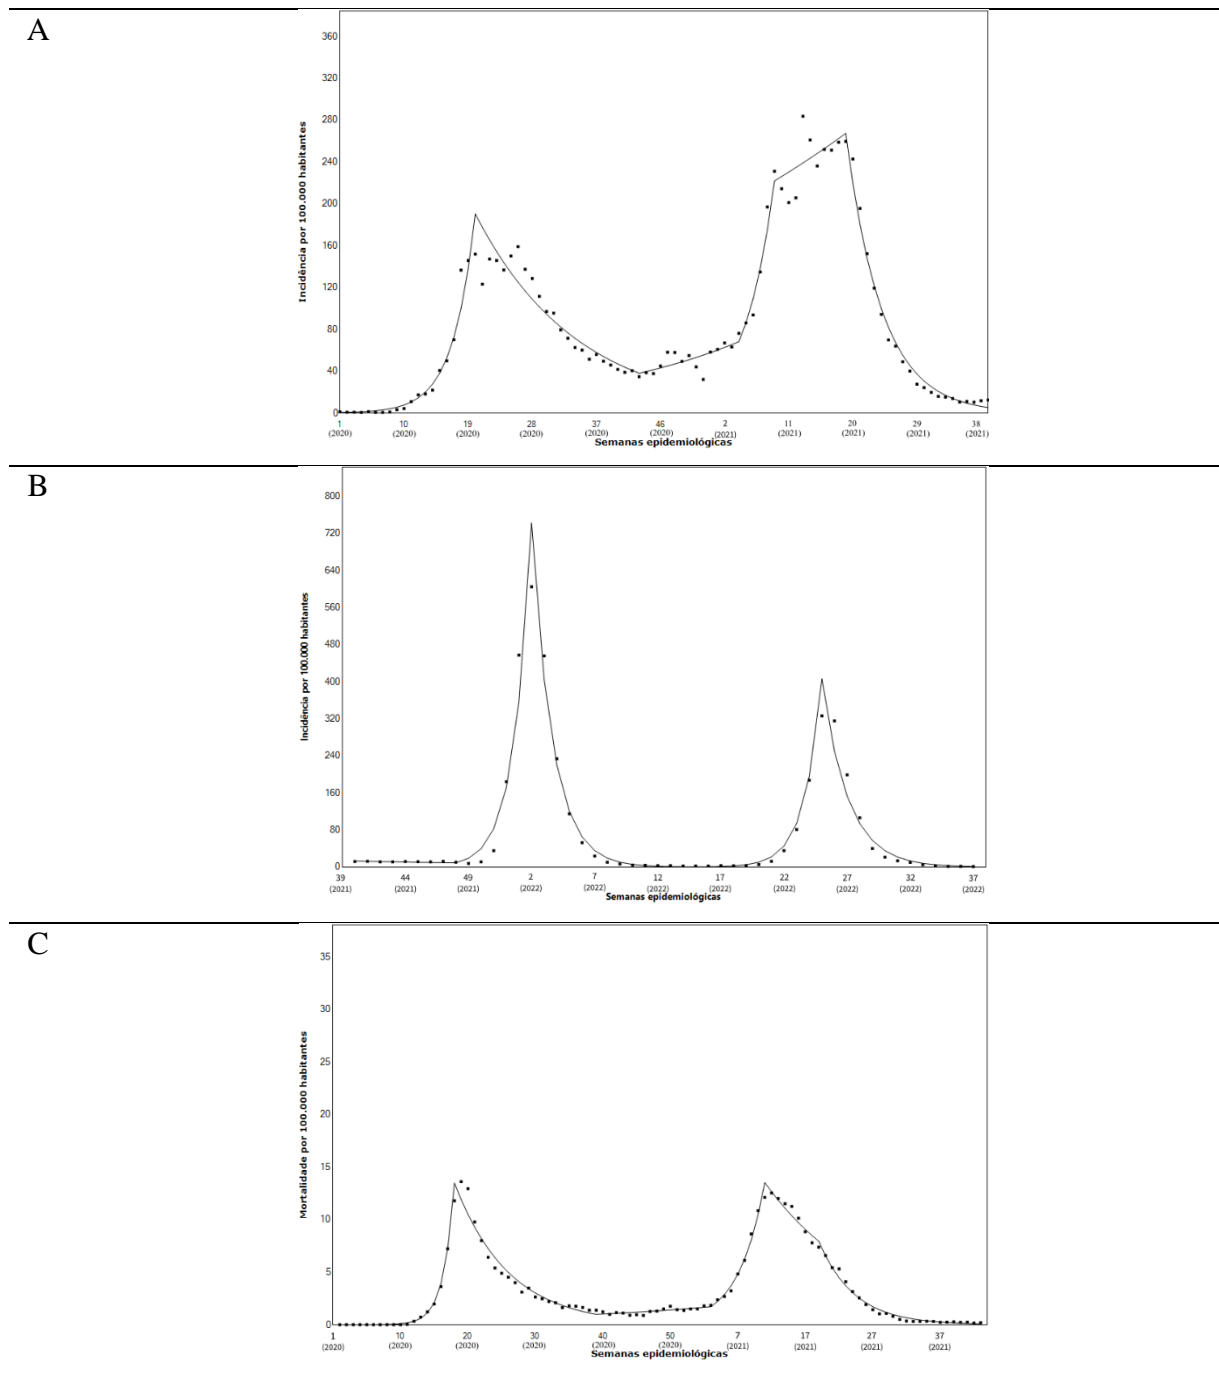 A
Incidência por 100.000 habitantes
360
320
280
240
200
160
120
80
40
0
1 10 19 28 37 46 2 11 20 29 38
(2020) (2020) (2020) (2020) (2020) (2020) (2021) (2021) (2021) (2021) (2021)
Semanas epidemiológicas
B
Incidência por 100.000 habitantes
800
720
640
560
480
400
320
240
160
80
0
39 44 49 2 7 12 17 22 27 32 37
(2021) (2021) (2021) (2022) (2022) (2022) (2022) (2022) (2022) (2022) (2022)
Semanas epidemiológicas
C
Mortalidade por 100.000 habitantes
35
30
25
20
15
10
5
0
1 10 20 30 40 50 7 17 27 37
(2020) (2020) (2020) (2020) (2020) (2020) (2021) (2021) (2021) (2021)
Semanas epidemiológicas